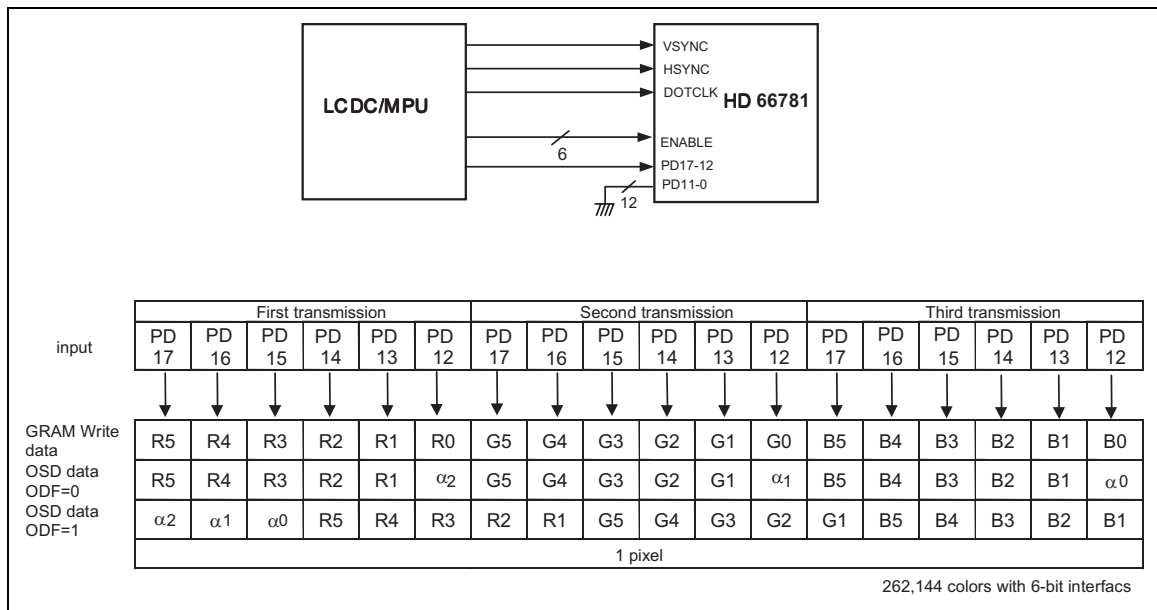 VSYNC
HSYNC
LCDC/MPU
DOTCLK
HD 66781
ENABLE
6
PD17-12
PD11-0
12
First transmission Second transmission Third transmission
input
PD 17 PD 16 PD 15 PD 14 PD 13 PD 12 PD 17 PD 16 PD 15 PD 14 PD 13 PD 12 PD 17 PD 16 PD 15 PD 14 PD 13 PD 12
GRAM Write data R5 R4 R3 R2 R1 R0 G5 G4 G3 G2 G1 G0 B5 B4 B3 B2 B1 B0
OSD data ODF=0 R5 R4 R3 R2 R1 α2 G5 G4 G3 G2 G1 α1 B5 B4 B3 B2 B1 α0
OSD data ODF=1 α2 α1 α0 R5 R4 R3 R2 R1 G5 G4 G3 G2 G1 B5 B4 B3 B2 B1
1 pixel
262,144 colors with 6-bit interfacs